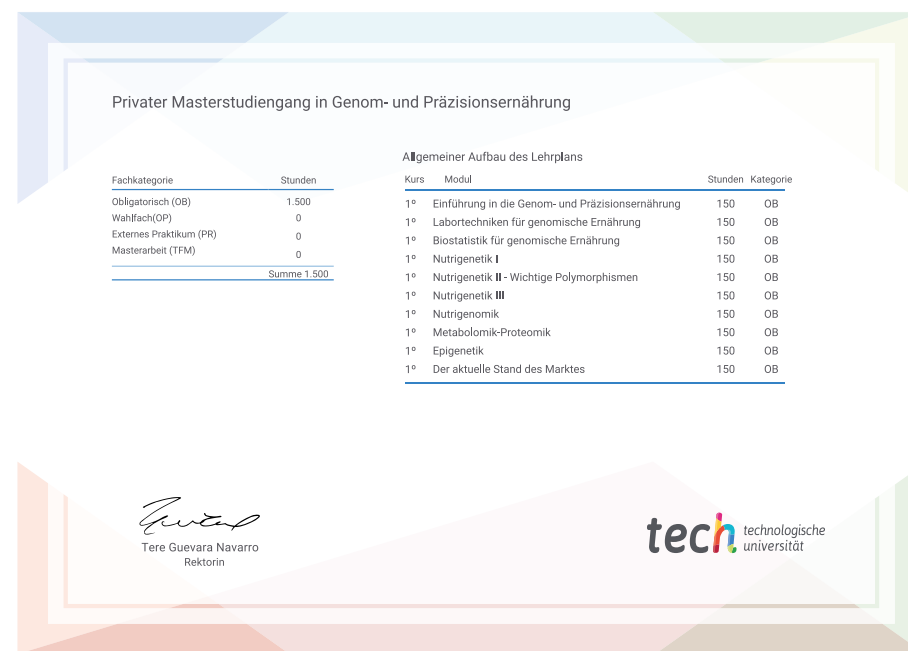 Privater Masterstudiengang in Genom- und Präzisionsernährung
Fachkategorie Stunden
Obligatorisch (OB) 1.500
Wahlfach(OP) 0
Externes Praktikum (PR) 0
Masterarbeit (TFM) 0
Summe 1.500
Allgemeiner Aufbau des Lehrplans
Kurs Modul Stunden Kategorie
1º Einführung in die Genom- und Präzisionsernährung 150 OB
1º Labortechniken für genomische Ernährung 150 OB
1º Biostatistik für genomische Ernährung 150 OB
1º Nutrigenetik I 150 OB
1º Nutrigenetik II - Wichtige Polymorphismen 150 OB
1º Nutrigenetik III 150 OB
1º Nutrigenomik 150 OB
1º Metabolomik-Proteomik 150 OB
1º Epigenetik 150 OB
1º Der aktuelle Stand des Marktes 150 OB
Tere Guevara Navarro
Rektorin
tech technologische
universität